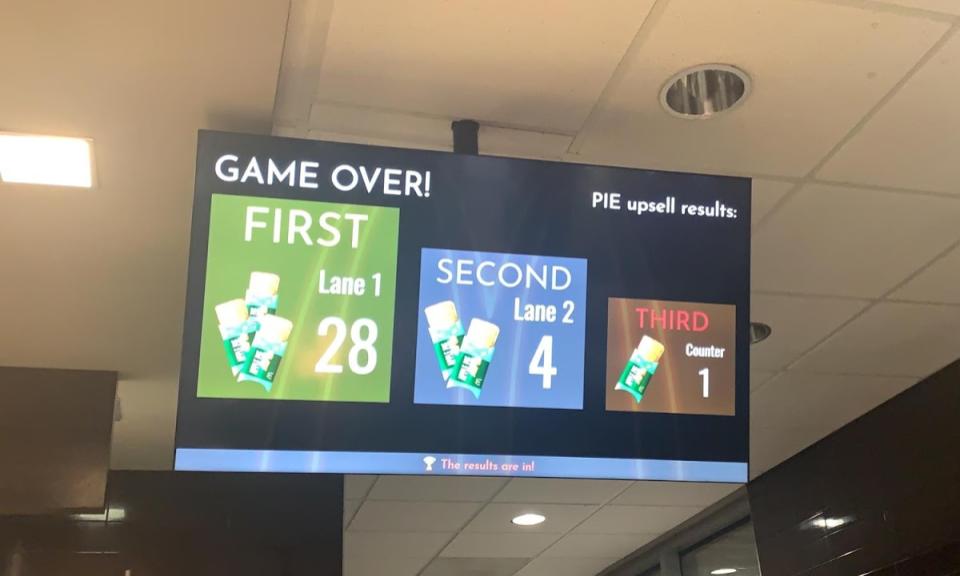 GAME OVER!
PIE upsell results:
FIRST
Lane 1
28
SECOND
Lane 2
4
THIRD
Counter
1
The results are in!